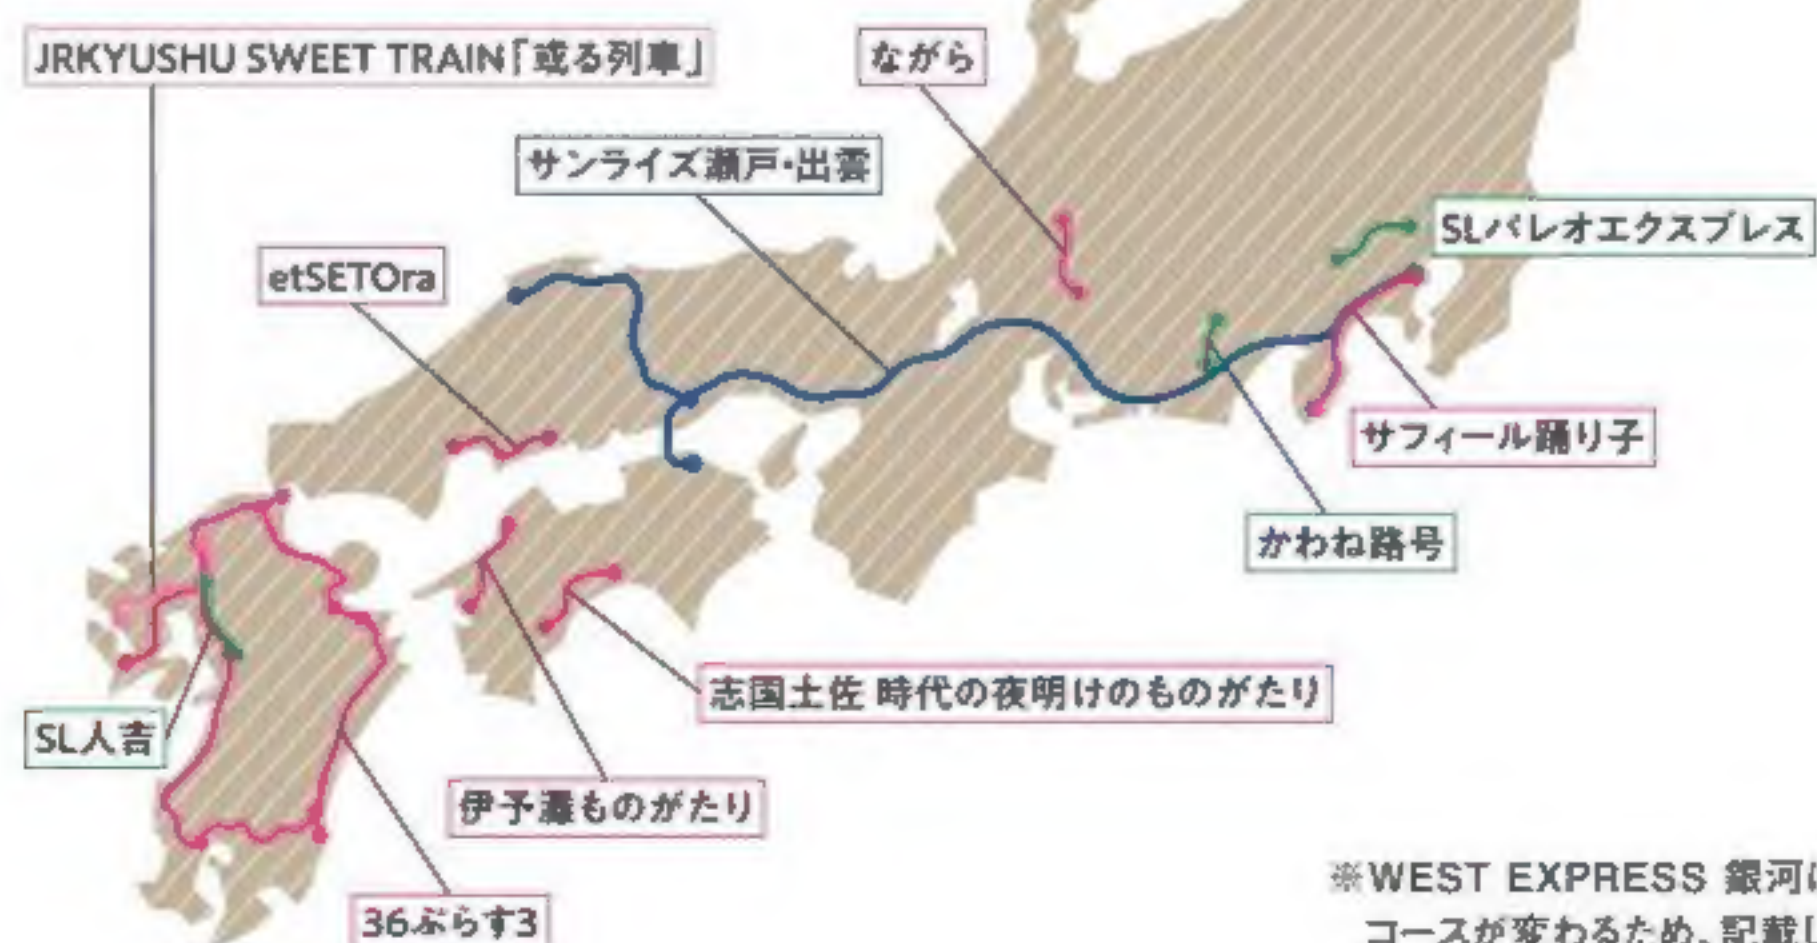 JRKYUSHU SWEET TRAIN「或る列車」
ながら
サンライズ瀬戸・出雲
SLパレオエクスプレス
etSETOra
サフィール踊り子
かわね路号
志国土佐 時代の夜明けのものがたり
SL人吉
伊予灘ものがたり
36ぷらす3
※WEST EXPRESS 銀河
コースが変わるため、記載